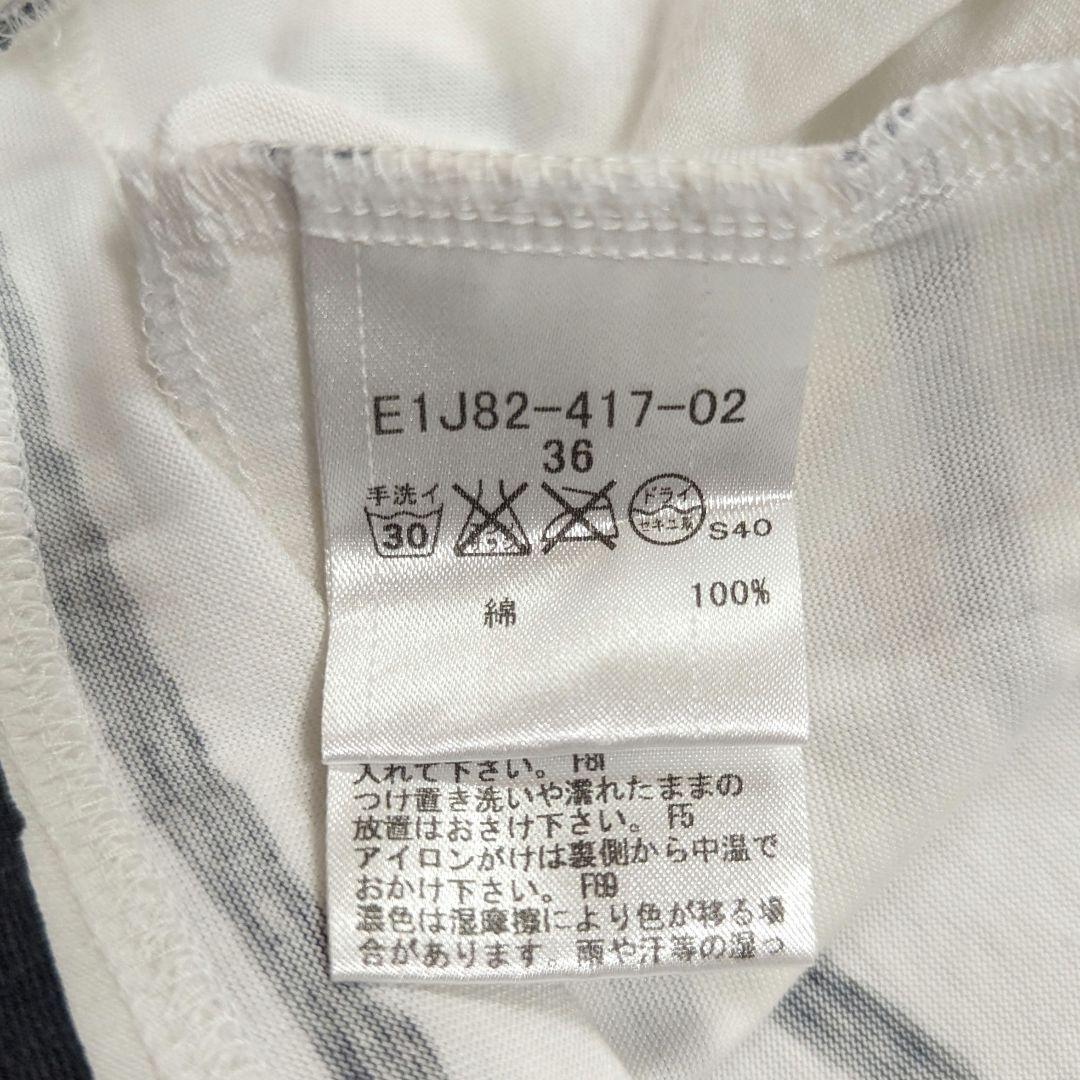 E1J82-417-02
36
手洗イ
30
ドライ
セキユ系
S40
綿 100%
入れて下さい。 F81
つけ置き洗いや濡れたままの
放置はおさけ下さい。 F5
アイロンがけは裏側から中温で
おかけ下さい。 F89
濃色は湿摩擦により色が移る場
合があります。雨や汗等の湿っ